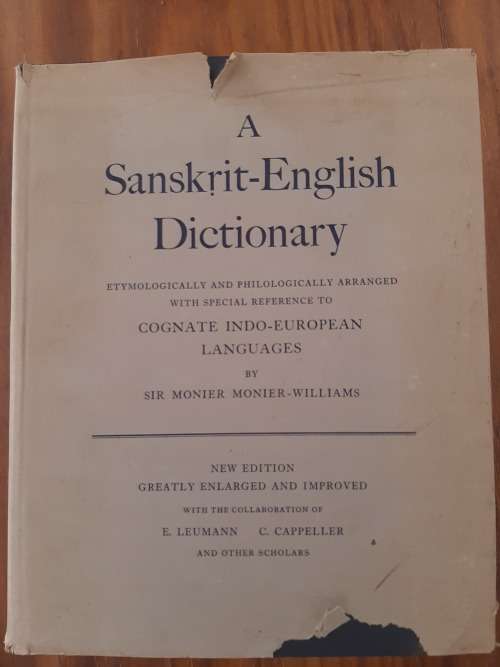 A
Sanskṛit-English
Dictionary
ETYMOLOGICALLY AND PHILOLOGICALLY ARRANGED
WITH SPECIAL REFERENCE TO
COGNATE INDO-EUROPEAN
LANGUAGES
BY
SIR MONIER MONIER-WILLIAMS
NEW EDITION
GREATLY ENLARGED AND IMPROVED
WITH THE COLLABORATION OF
E. LEUMANN C. CAPPELLER
AND OTHER SCHOLARS